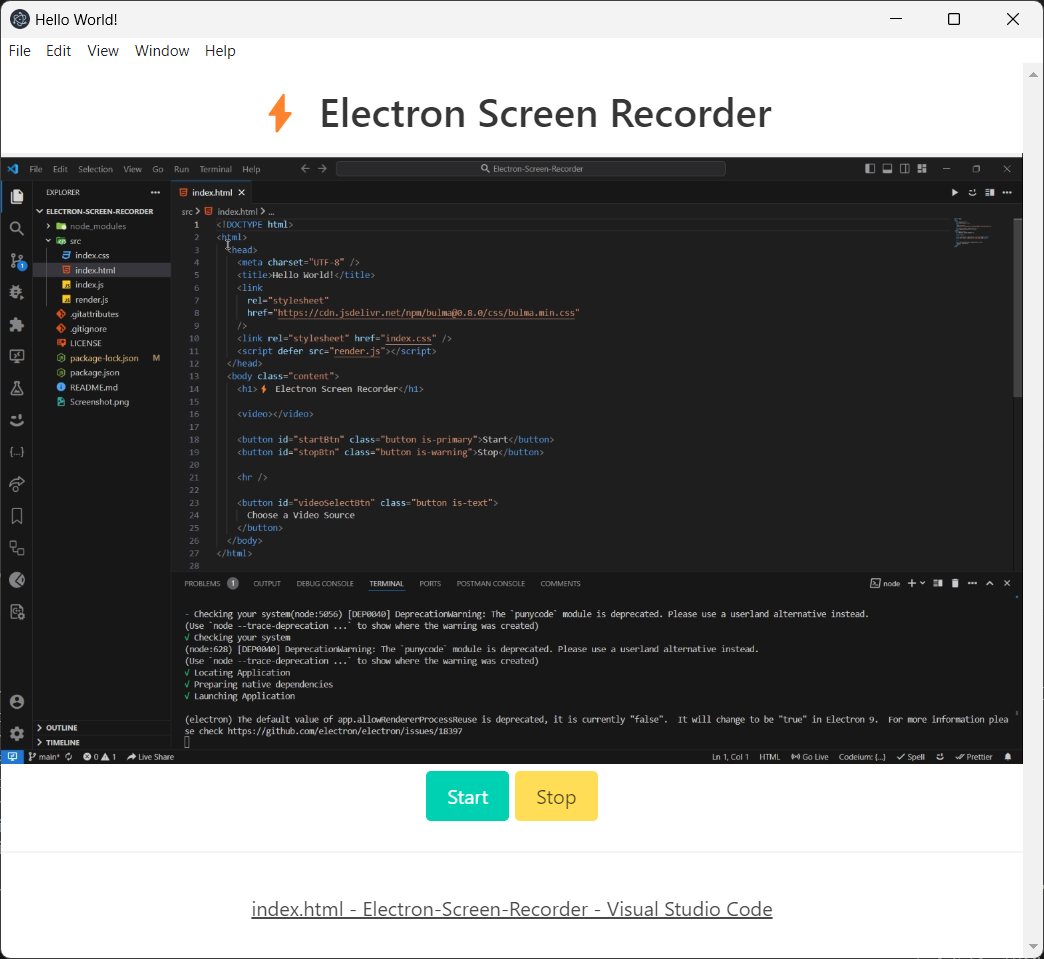 Hello World!
File Edit View Window Help
⚡ Electron Screen Recorder
File Edit Selection View Go Run Terminal Help
Electron-Screen-Recorder
EXPLORER
ELECTRON-SCREEN-RECORDER
node_modules
src
index.css
index.html
index.js
render.js
.gitattributes
.gitignore
LICENSE
package-lock.json M
package.json
README.md
Screenshot.png
OUTLINE
TIMELINE
1
index.html
src > index.html > ...
1 <!DOCTYPE html>
2 <html>
3 <head>
4 <meta charset="UTF-8" />
5 <title>Hello World!</title>
6 <link
7 rel="stylesheet"
8 href="https://cdn.jsdelivr.net/npm/bulma@0.8.0/css/bulma.min.css"
9 />
10 <link rel="stylesheet" href="index.css" />
11 <script defer src="render.js"></script>
12 </head>
13 <body class="content">
14 <h1>⚡ Electron Screen Recorder</h1>
15
16 <video></video>
17
18 <button id="startBtn" class="button is-primary">Start</button>
19 <button id="stopBtn" class="button is-warning">Stop</button>
20
21 <hr />
22
23 <button id="videoSelectBtn" class="button is-text">
24 Choose a Video Source
25 </button>
26 </body>
27 </html>
28
PROBLEMS 1 OUTPUT DEBUG CONSOLE TERMINAL PORTS POSTMAN CONSOLE COMMENTS
node
- Checking your system(node:5056) [DEP0040] DeprecationWarning: The `punycode` module is deprecated. Please use a userland alternative instead.
(Use `node --trace-deprecation ...` to show where the warning was created)
√ Checking your system
(node:628) [DEP0040] DeprecationWarning: The `punycode` module is deprecated. Please use a userland alternative instead.
(Use `node --trace-deprecation ...` to show where the warning was created)
√ Locating Application
√ Preparing native dependencies
√ Launching Application
(electron) The default value of app.allowRendererProcessReuse is deprecated, it is currently "false".  It will change to be "true" in Electron 9.  For more information plea
se check https://github.com/electron/electron/issues/18397
main* 0 1 Live Share
Ln 1, Col 1 HTML Go Live Codeium: {...} Spell Prettier
Start Stop
index.html - Electron-Screen-Recorder - Visual Studio Code